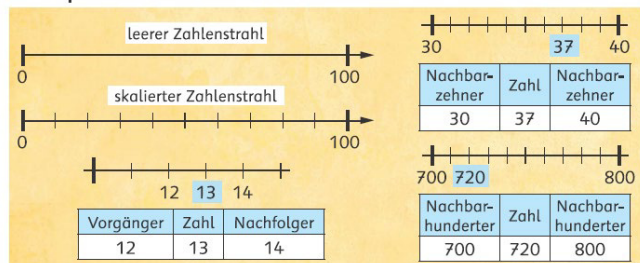 leerer Zahlenstrahl
0 100
skalierter Zahlenstrahl
0 100
12 13 14
Vorgänger Zahl Nachfolger
12 13 14
30 37 40
Nachbar-
zehner Zahl Nachbar-
zehner
30 37 40
700 720 800
Nachbar-
hunderter Zahl Nachbar-
hunderter
700 720 800